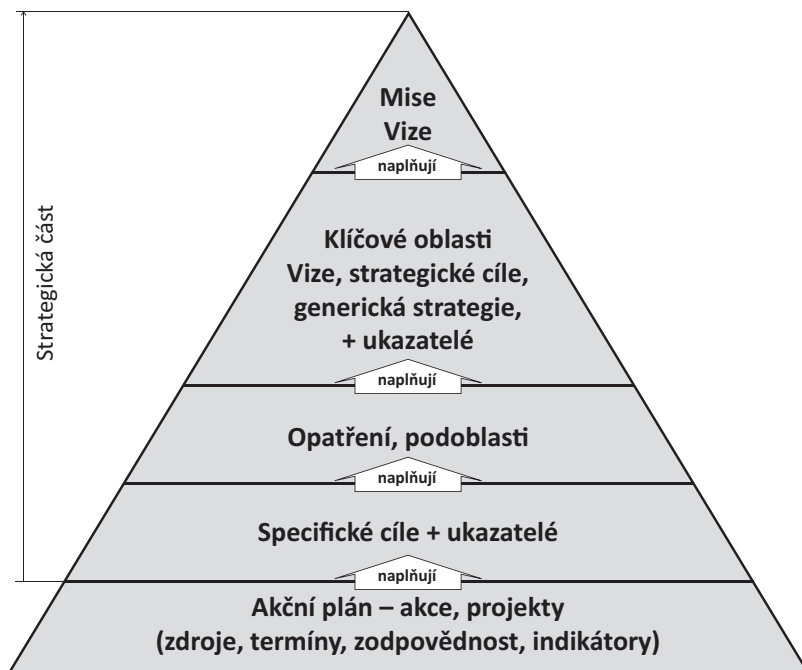 Mise
Vize
naplňují
Strategická část
Klíčové oblasti
Vize, strategické cíle,
generická strategie,
+ ukazatelé
naplňují
Opatření, podoblasti
naplňují
Specifické cíle + ukazatelé
naplňují
Akční plán – akce, projekty
(zdroje, termíny, zodpovědnost, indikátory)